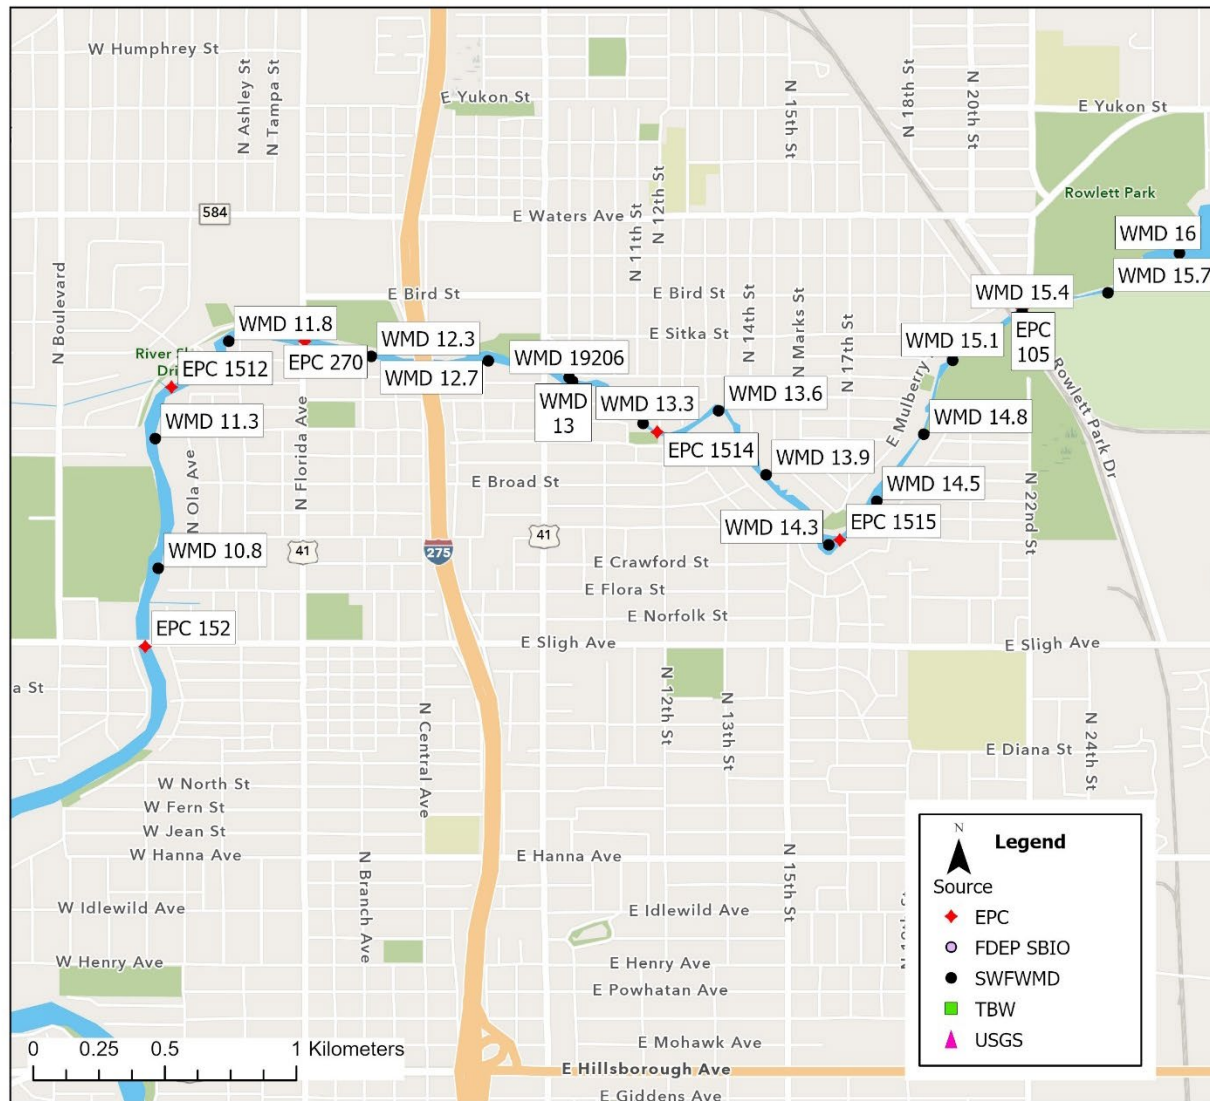 W Humphrey St
N Ashley St
N Tampa St
E Yukon St
N 15th St
N 18th St
N 20th St
E Yukon St
Rowlett Park
584
E Waters Ave
N 11th St
N 12th St
WMD 16
WMD 15.7
N Boulevard
E Bird St
E Bird St
WMD 15.4
WMD 11.8
WMD 12.3
E Sitka St
N 14th St
N Marks St
N 17th St
WMD 15.1
EPC
105
River
EPC 1512
EPC 270
WMD 12.7
WMD 19206
WMD
13
WMD 13.3
WMD 13.6
E Mulberry
Rowlett Park Dr
WMD 11.3
N Ola Ave
N Florida Ave
EPC 1514
WMD 14.8
WMD 13.9
E Broad St
WMD 14.5
N 22nd St
WMD 14.3
EPC 1515
41
275
41
WMD 10.8
E Crawford St
E Flora St
E Norfolk St
EPC 152
E Sligh Ave
E Sligh Ave
a St
N Central Ave
N 12th St
N 13th St
N 24th St
E Diana St
W North St
W Fern St
W Jean St
W Hanna Ave
E Hanna Ave
N Branch Ave
N 15th St
W Idlewild Ave
E Idlewild Ave
W Henry Ave
E Henry Ave
E Powhatan Ave
E Mohawk Ave
E Hillsborough Ave
E Giddens Ave
0 0.25 0.5 1 Kilometers
N
Legend
Source
EPC
FDEP SBIO
SWFWMD
TBW
USGS